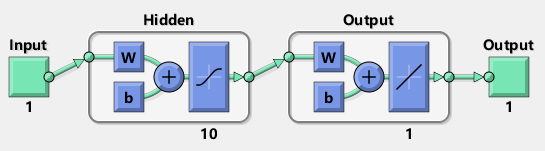 Hidden Output
Input Output
W + W +
b b
1 10 1 1